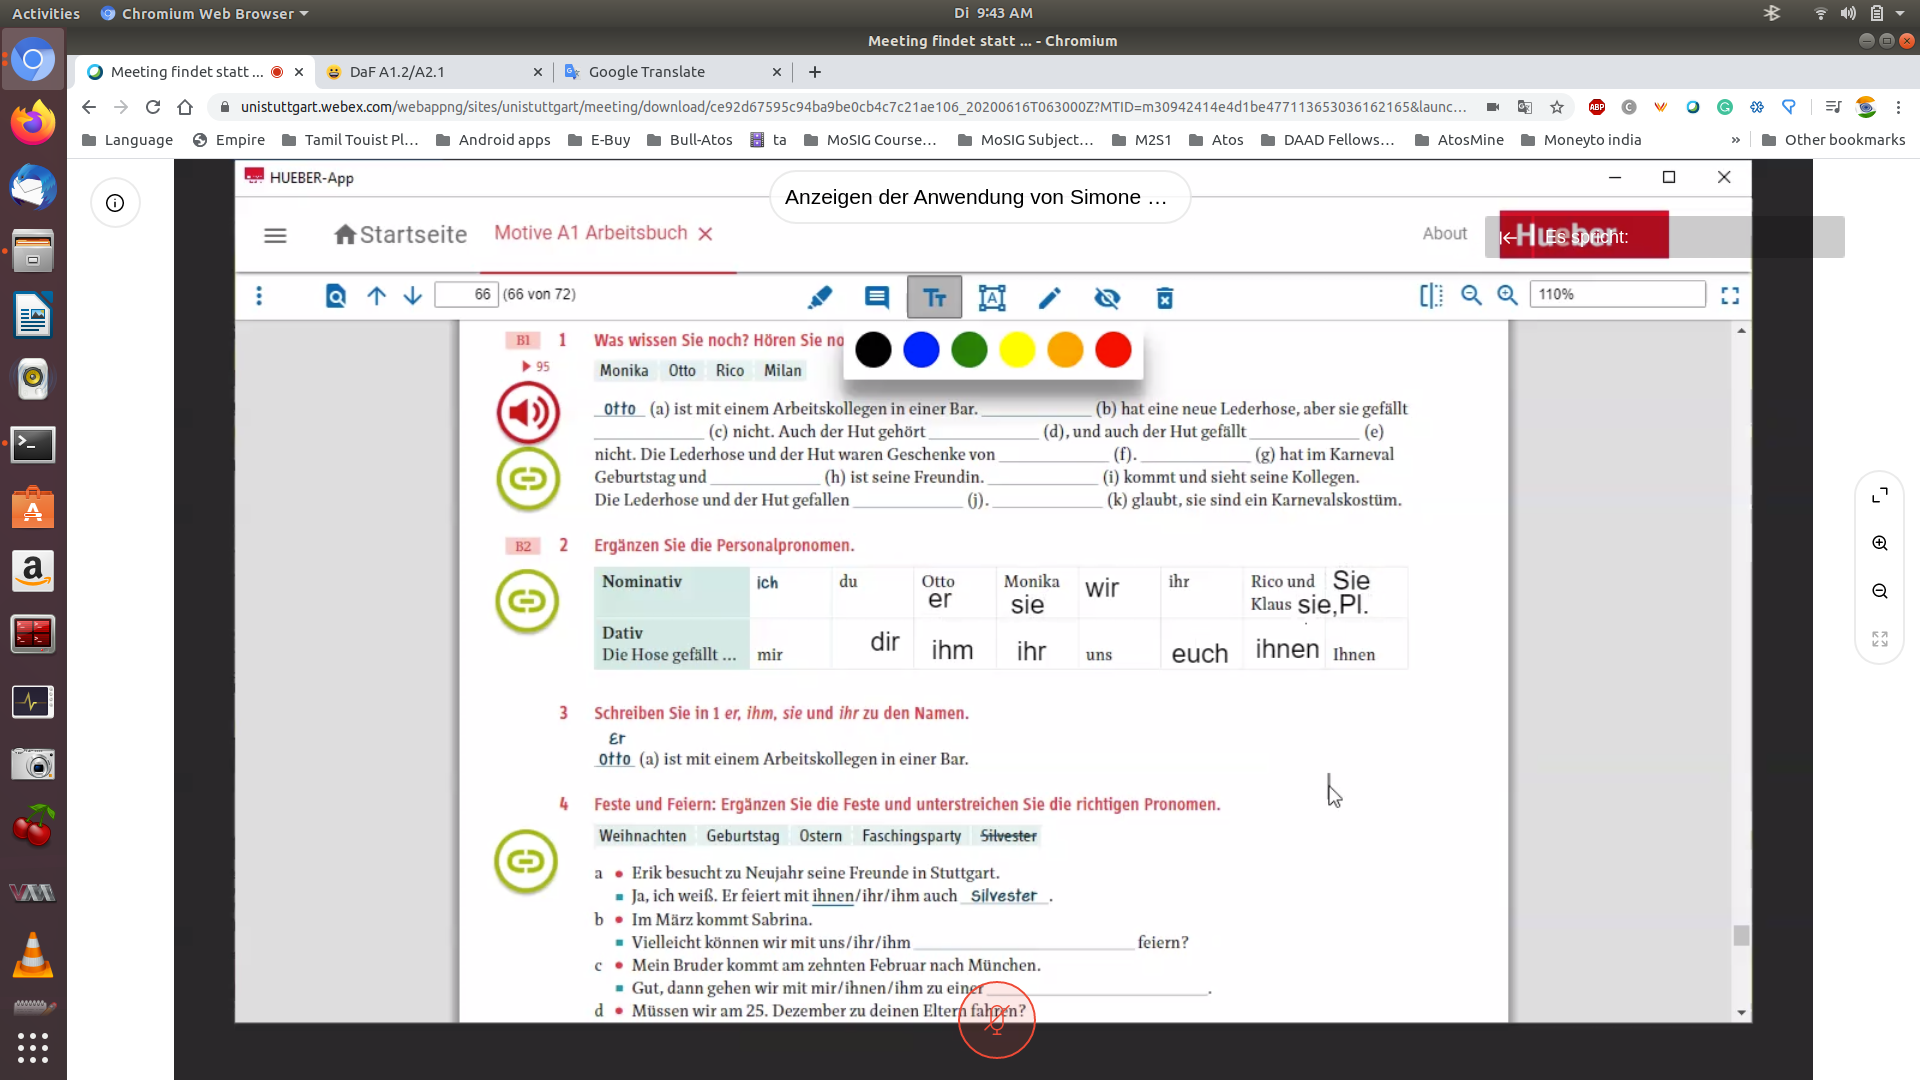 Activities Chromium Web Browser Di 9:43 AM
Meeting findet statt ... - Chromium
Meeting findet statt ... DaF A1.2/A2.1 Google Translate
unistuttgart.webex.com/webappng/sites/unistuttgart/meeting/download/ce92d67595c94ba9be0cb4c7c21ae106_20200616T063000Z?MTID=m30942414e4d1be477113653036162165&launc...
Language Empire Tamil Touist Pl... Android apps E-Buy Bull-Atos ta MoSIG Course... MoSIG Subject... M2S1 Atos DAAD Fellows... AtosMine Moneyto india » Other bookmarks
HUEBER-App
Anzeigen der Anwendung von Simone ...
Startseite Motive A1 Arbeitsbuch About Hueber Es spricht:
66 (66 von 72) 110%
B1 1 Was wissen Sie noch? Hören Sie no
95
Monika Otto Rico Milan
Otto (a) ist mit einem Arbeitskollegen in einer Bar. ____ (b) hat eine neue Lederhose, aber sie gefällt
____ (c) nicht. Auch der Hut gehört ____ (d), und auch der Hut gefällt ____ (e)
nicht. Die Lederhose und der Hut waren Geschenke von ____ (f). ____ (g) hat im Karneval
Geburtstag und ____ (h) ist seine Freundin. ____ (i) kommt und sieht seine Kollegen.
Die Lederhose und der Hut gefallen ____ (j). ____ (k) glaubt, sie sind ein Karnevalskostüm.
B2 2 Ergänzen Sie die Personalpronomen.
Nominativ ich du Otto er Monika sie wir ihr Rico und Klaus sie,Pl. Sie
Dativ
Die Hose gefällt ... mir dir ihm ihr uns euch ihnen Ihnen
3 Schreiben Sie in 1 er, ihm, sie und ihr zu den Namen.
Er
Otto (a) ist mit einem Arbeitskollegen in einer Bar.
4 Feste und Feiern: Ergänzen Sie die Feste und unterstreichen Sie die richtigen Pronomen.
Weihnachten Geburtstag Ostern Faschingsparty Silvester
a • Erik besucht zu Neujahr seine Freunde in Stuttgart.
▪ Ja, ich weiß. Er feiert mit ihnen/ihr/ihm auch Silvester.
b • Im März kommt Sabrina.
▪ Vielleicht können wir mit uns/ihr/ihm ____ feiern?
c • Mein Bruder kommt am zehnten Februar nach München.
▪ Gut, dann gehen wir mit mir/ihnen/ihm zu einer ____.
d • Müssen wir am 25. Dezember zu deinen Eltern fahren?